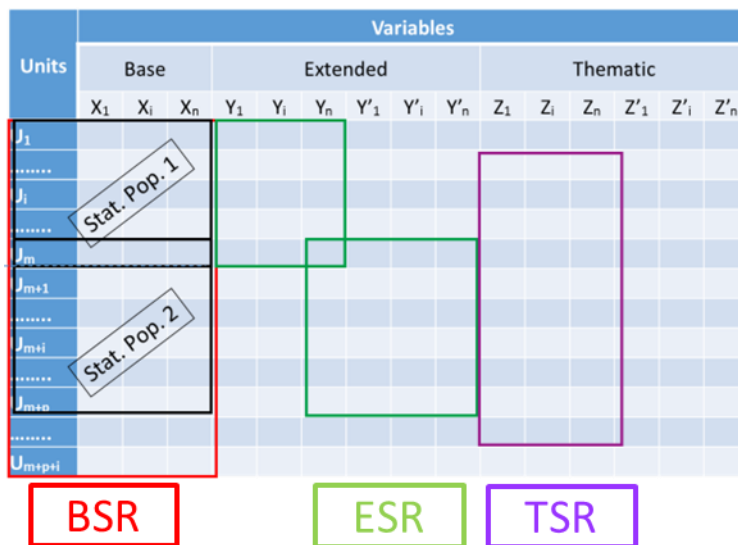 Variables
Units Base Extended Thematic
X₁ Xᵢ Xₙ Y₁ Yᵢ Yₙ Y'₁ Y'ᵢ Y'ₙ Z₁ Zᵢ Zₙ Z'₁ Z'ᵢ Z'ₙ
U₁
........
Uᵢ
Stat. Pop. 1
........
Uₘ
Uₘ₊₁
........
Uₘ₊ᵢ
Stat. Pop. 2
........
Uₘ₊ₚ
........
Uₘ₊ₚ₊ᵢ
BSR ESR TSR